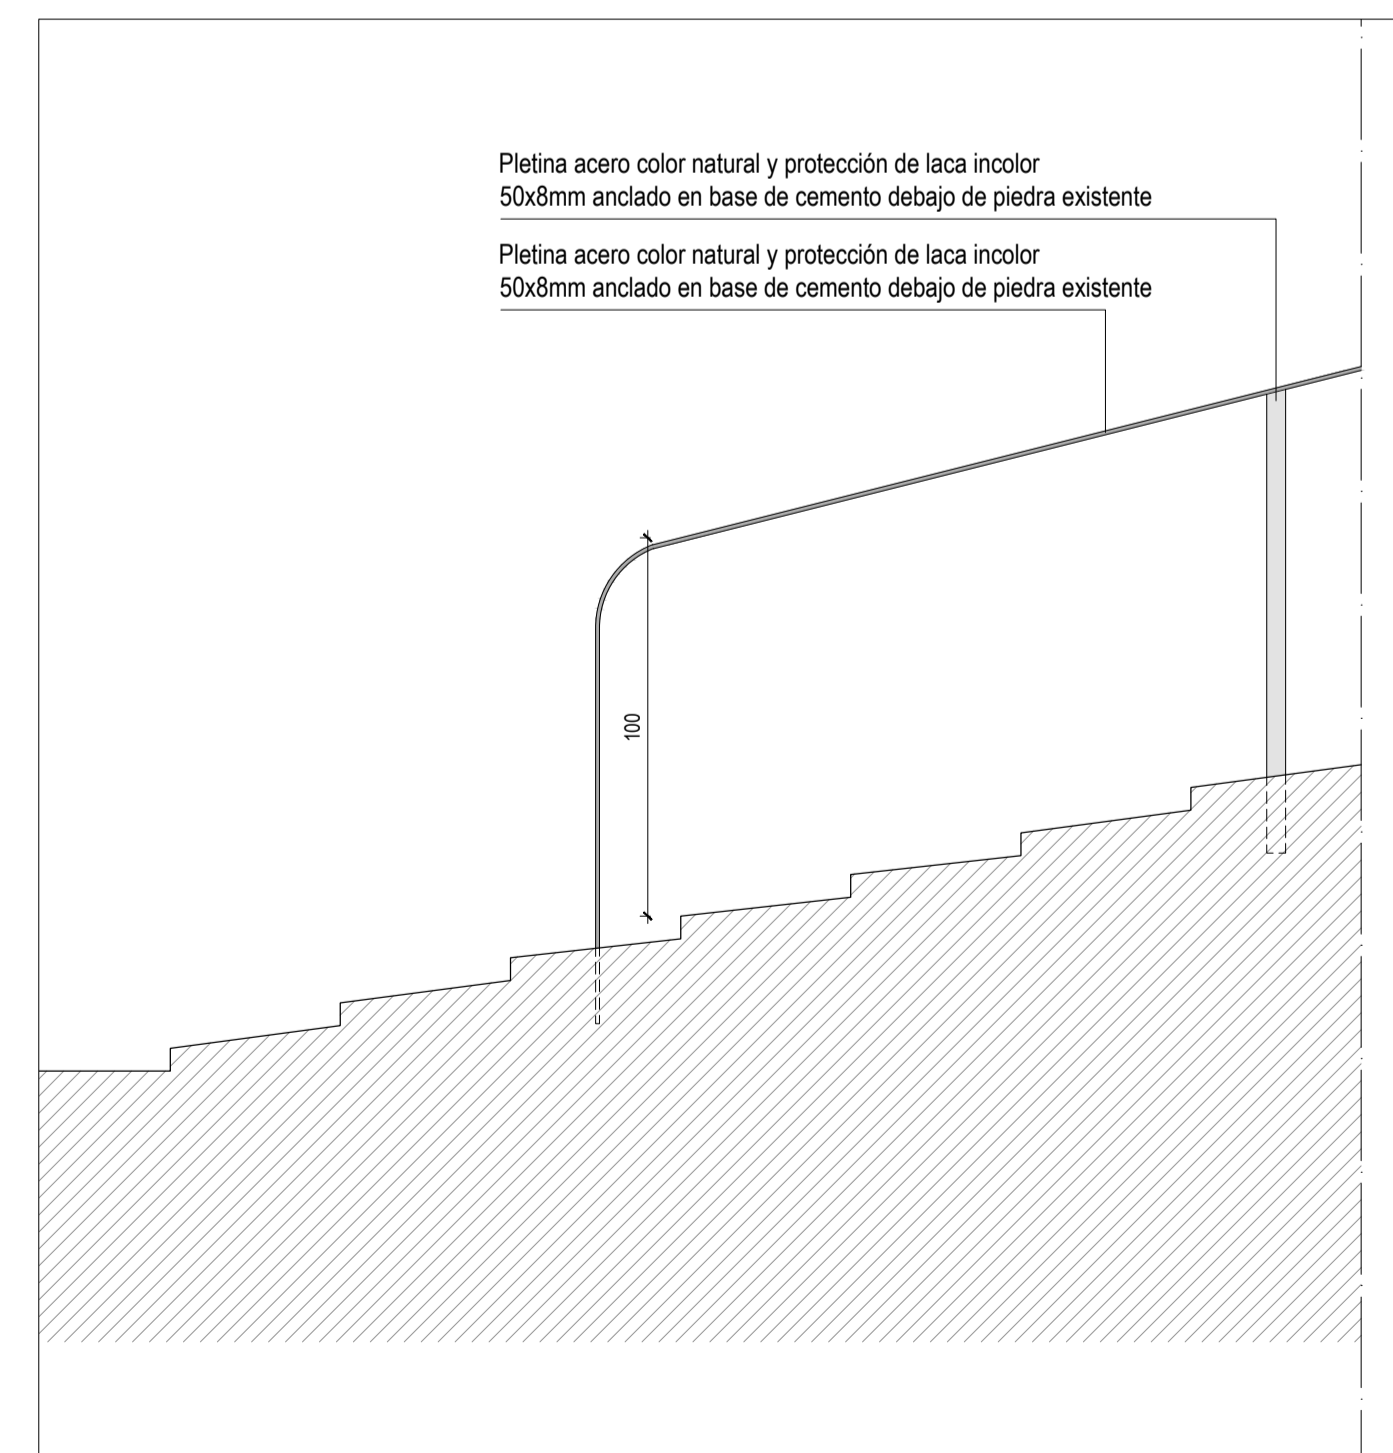 Pletina acero color natural y protección de laca incolor
50x8mm anclado en base de cemento debajo de piedra existente
Pletina acero color natural y protección de laca incolor
50x8mm anclado en base de cemento debajo de piedra existente
100